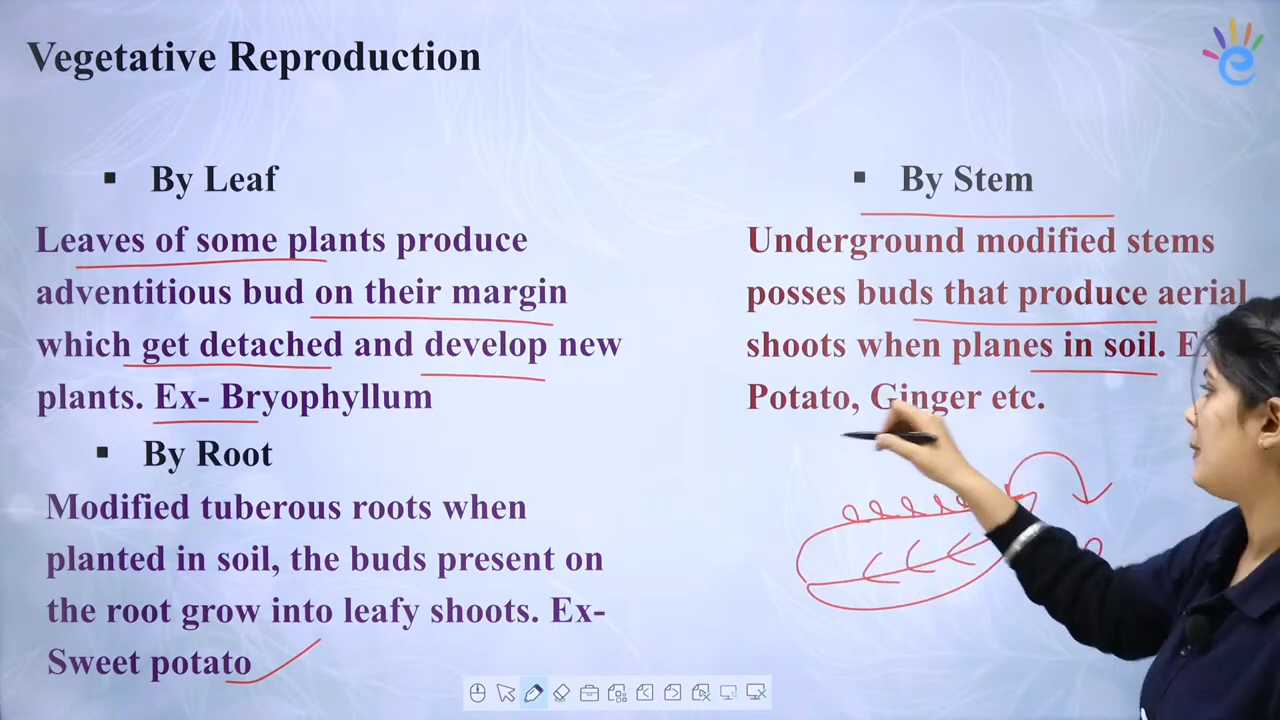 Vegetative Reproduction
▪ By Leaf
Leaves of some plants produce
adventitious bud on their margin
which get detached and develop new
plants. Ex- Bryophyllum
▪ By Root
Modified tuberous roots when
planted in soil, the buds present on
the root grow into leafy shoots. Ex-
Sweet potato
▪ By Stem
Underground modified stems
posses buds that produce aerial
shoots when planes in soil.
Potato, Ginger etc.
e